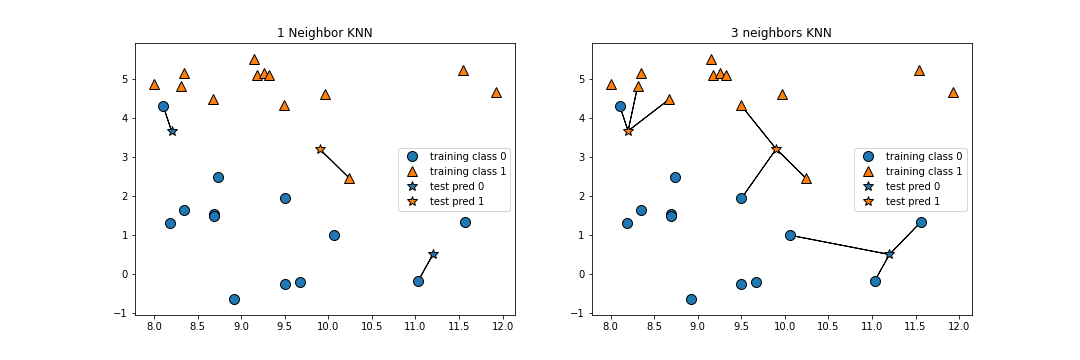 1 Neighbor KNN
5
4
3
2
1
0
−1
8.0 8.5 9.0 9.5 10.0 10.5 11.0 11.5 12.0
training class 0
training class 1
test pred 0
test pred 1
3 neighbors KNN
5
4
3
2
1
0
−1
8.0 8.5 9.0 9.5 10.0 10.5 11.0 11.5 12.0
training class 0
training class 1
test pred 0
test pred 1